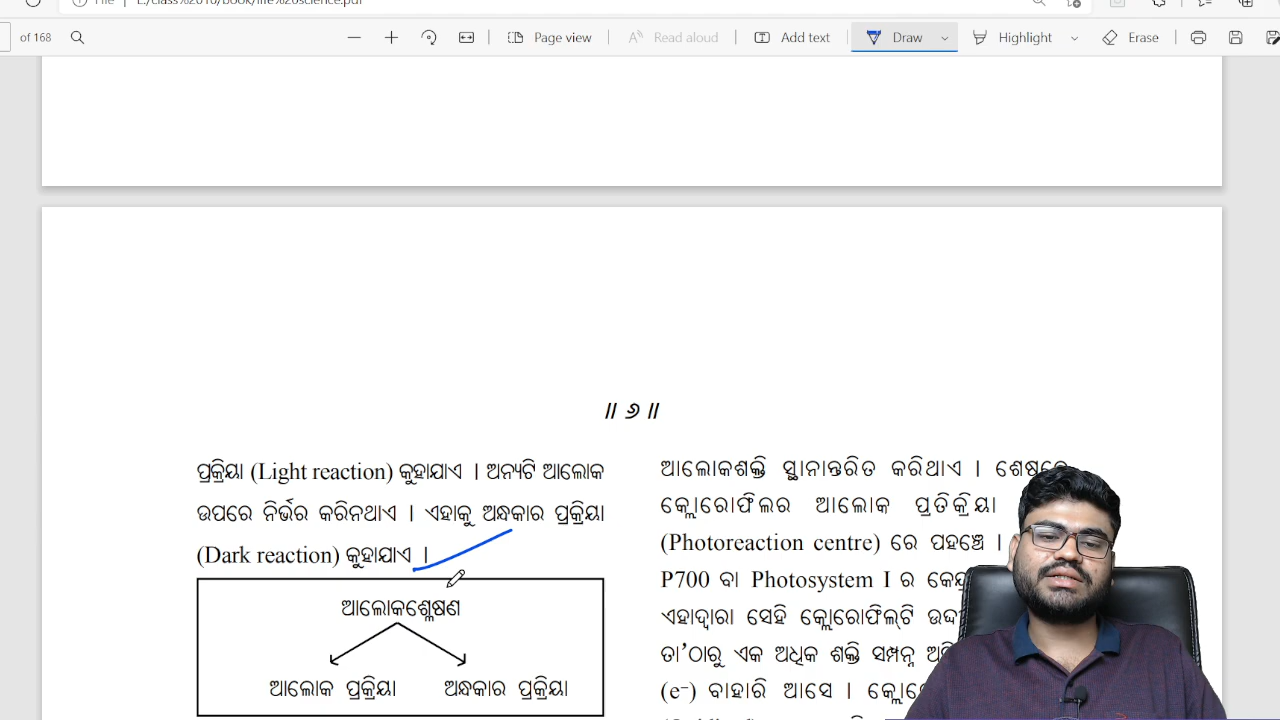 of 168
Page view
Read aloud
Add text
Draw
Highlight
Erase
॥ ୬ ॥
ପ୍ରକ୍ରିୟା (Light reaction) କୁହାଯାଏ । ଅନ୍ୟଟି ଆଲୋକ
ଉପରେ ନିର୍ଭର କରିନଥାଏ । ଏହାକୁ ଅନ୍ଧକାର ପ୍ରକ୍ରିୟା
(Dark reaction) କୁହାଯାଏ ।
ଆଲୋକଶ୍ଳେଷଣ
ଆଲୋକ ପ୍ରକ୍ରିୟା ଅନ୍ଧକାର ପ୍ରକ୍ରିୟା
ଆଲୋକଶକ୍ତି ସ୍ଥାନାନ୍ତରିତ କରିଥାଏ ।
କ୍ଲୋରୋଫିଲର ଆଲୋକ ପ୍ରତିକ୍ରିୟା
(Photoreaction centre) ରେ ପହଞ୍ଚେ ।
P700 ବା Photosystem I ର
ଏହାଦ୍ୱାରା ସେହି କ୍ଲୋରୋଫିଲ୍‌ଟି
ତା'ଠାରୁ ଏକ ଅଧିକ ଶକ୍ତି ସମ୍ପନ୍ନ
(e⁻) ବାହାରି ଆସେ ।